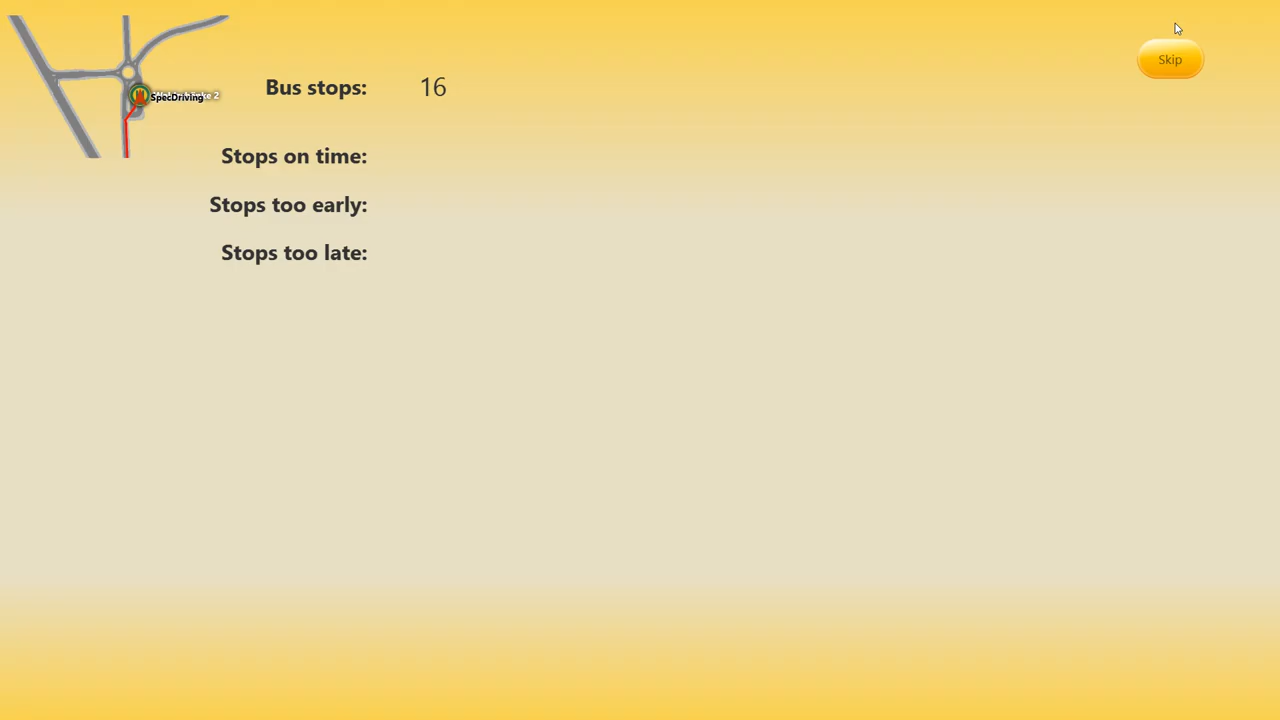 Skip
Bus stops: 16
SpecDriving
Stops on time:
Stops too early:
Stops too late: